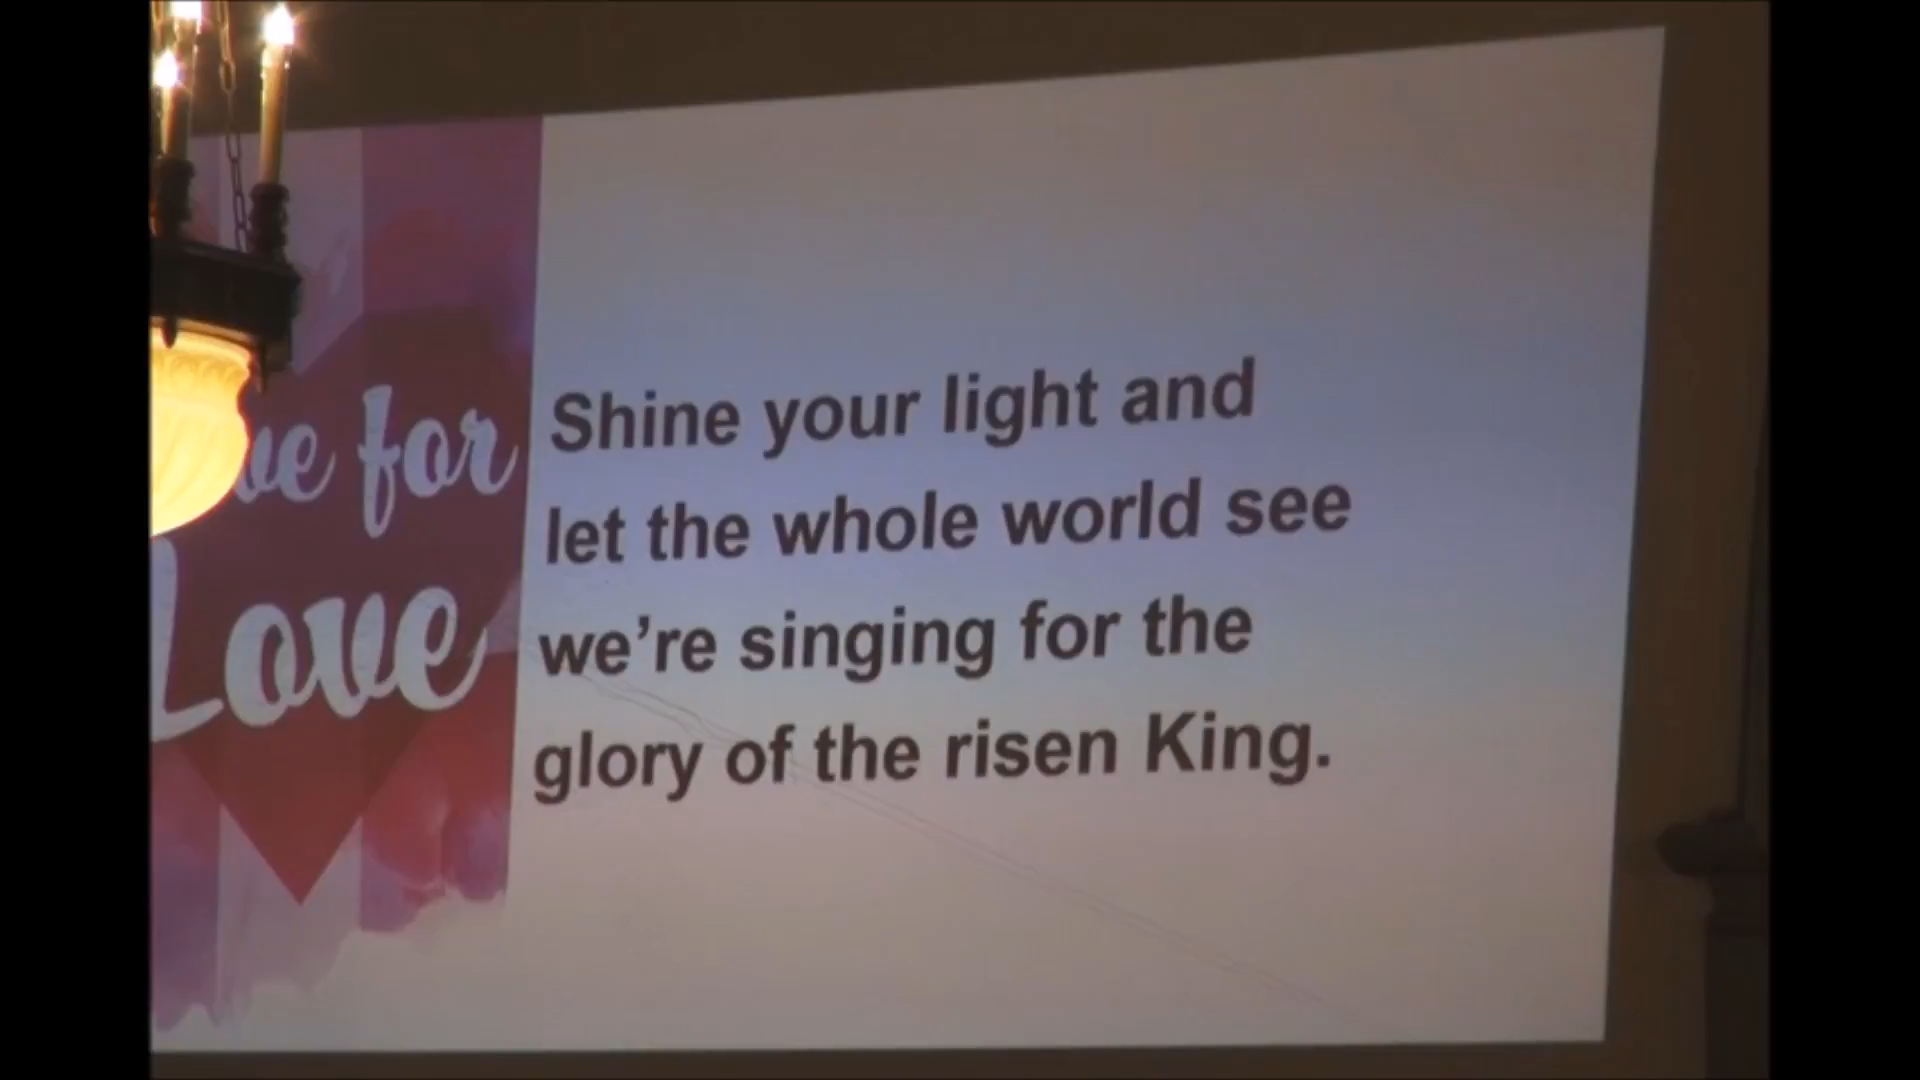 for
Love
Shine your light and
let the whole world see
we’re singing for the
glory of the risen King.